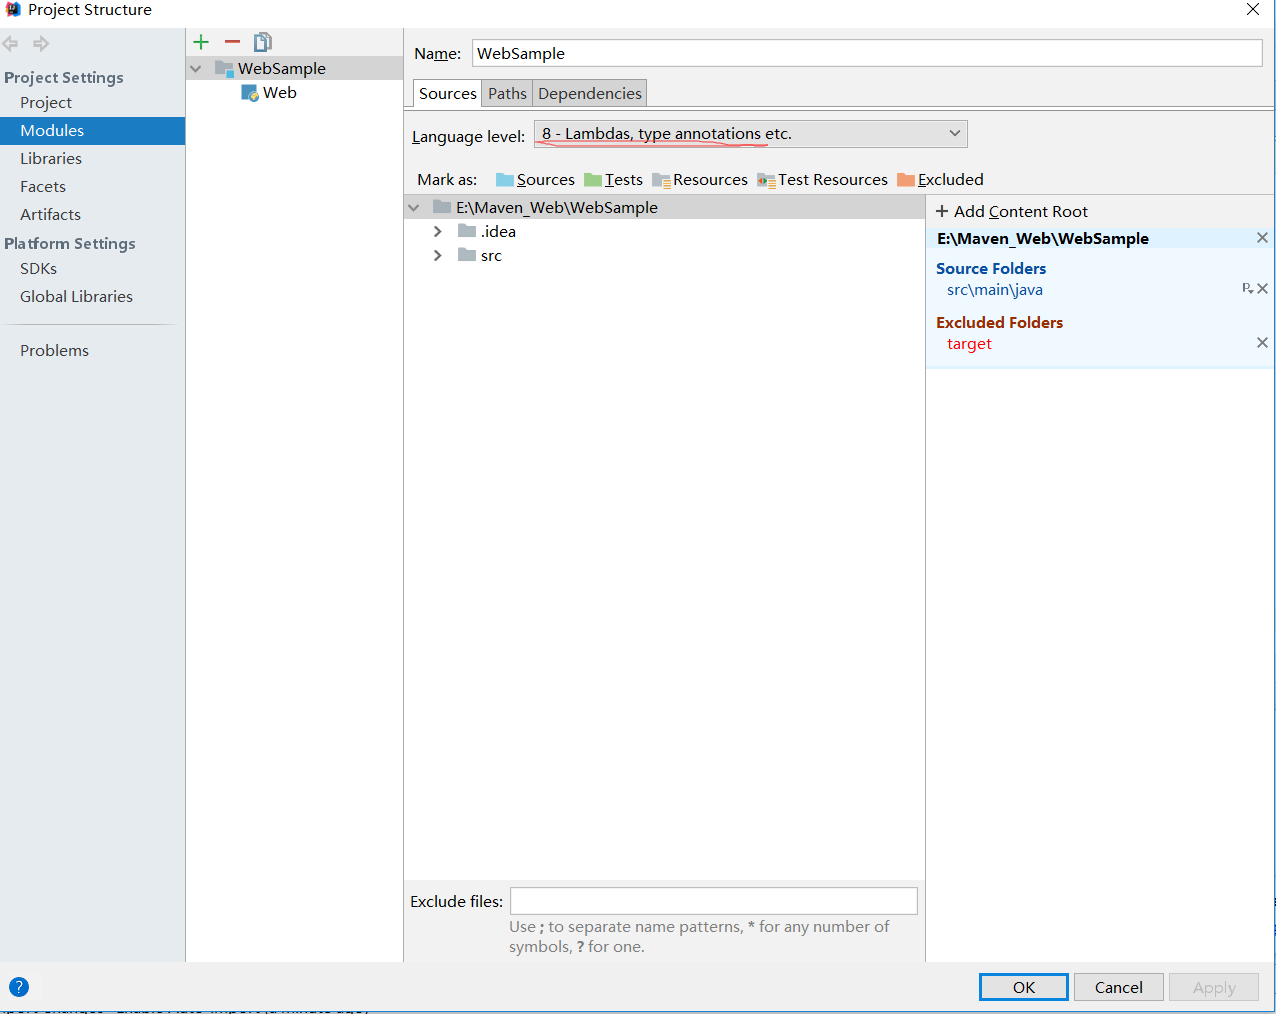 Project Structure
Project Settings
Project
Modules
Libraries
Facets
Artifacts
Platform Settings
SDKs
Global Libraries
Problems
WebSample
Web
Name: WebSample
Sources Paths Dependencies
Language level: 8 - Lambdas, type annotations etc.
Mark as: Sources Tests Resources Test Resources Excluded
E:\Maven_Web\WebSample
.idea
src
+ Add Content Root
E:\Maven_Web\WebSample
Source Folders
src\main\java
Excluded Folders
target
Exclude files:
Use ; to separate name patterns, * for any number of
symbols, ? for one.
? OK Cancel Apply